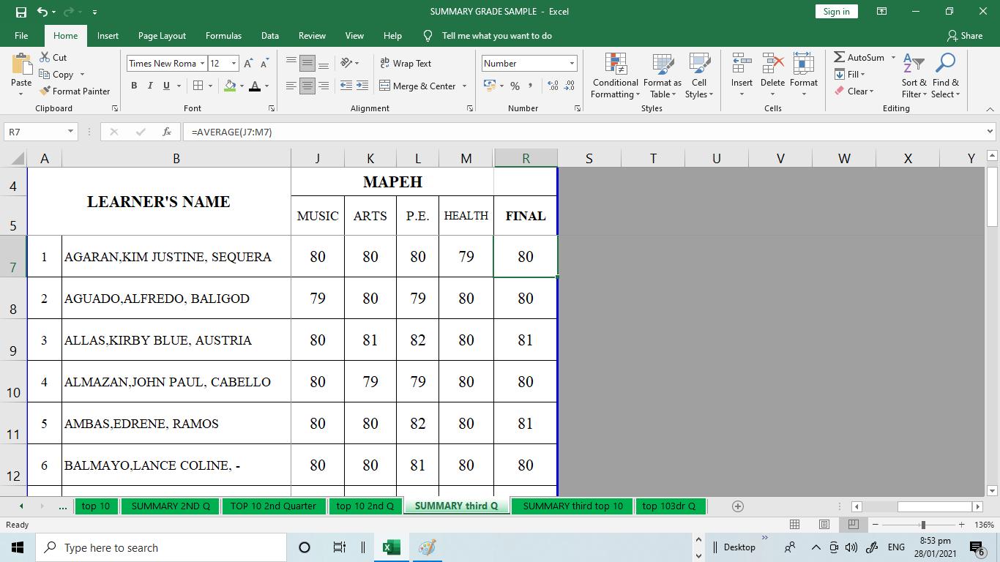 SUMMARY GRADE SAMPLE - Excel
Sign in
File Home Insert Page Layout Formulas Data Review View Help Tell me what you want to do Share
Paste
Cut
Copy
Format Painter
Clipboard
Times New Roma 12 A A
B I U A
Font
ab Wrap Text
Merge & Center
Alignment
Number
% , .00 .00
Number
Conditional Formatting
Format as Table
Cell Styles
Styles
Insert Delete Format
Cells
AutoSum
Fill
Clear
Sort & Filter
Find & Select
Editing
R7 fx =AVERAGE(J7:M7)
A B J K L M R S T U V W X Y
4 LEARNER'S NAME MAPEH
5 MUSIC ARTS P.E. HEALTH FINAL
7 1 AGARAN,KIM JUSTINE, SEQUERA 80 80 80 79 80
8 2 AGUADO,ALFREDO, BALIGOD 79 80 79 80 80
9 3 ALLAS,KIRBY BLUE, AUSTRIA 80 81 82 80 81
10 4 ALMAZAN,JOHN PAUL, CABELLO 80 79 79 80 80
11 5 AMBAS,EDRENE, RAMOS 80 80 82 80 81
12 6 BALMAYO,LANCE COLINE, - 80 80 81 80 80
... top 10 SUMMARY 2ND Q TOP 10 2nd Quarter top 10 2nd Q SUMMARY third Q SUMMARY third top 10 top 103dr Q
Ready 136%
Type here to search
Desktop
ENG
8:53 pm
28/01/2021
6